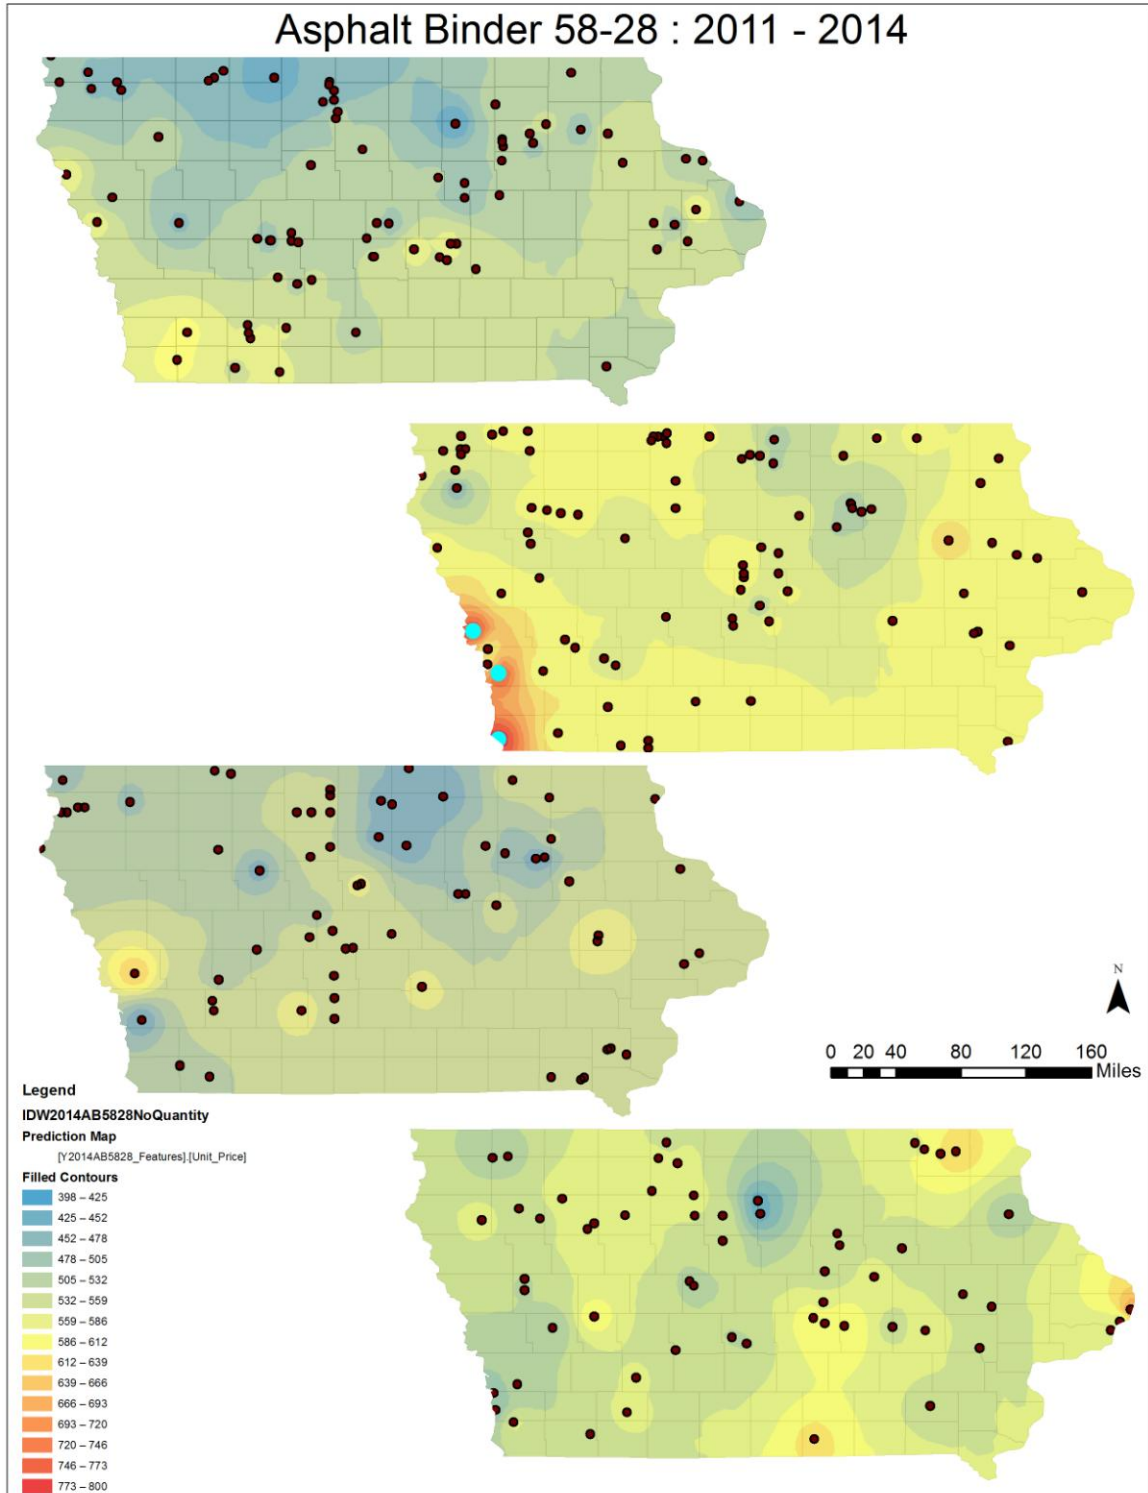 Asphalt Binder 58-28 : 2011 - 2014
N
0 20 40 80 120 160
Miles
Legend
IDW2014AB5828NoQuantity
Prediction Map
[Y2014AB5828_Features].[Unit_Price]
Filled Contours
398 – 425
425 – 452
452 – 478
478 – 505
505 – 532
532 – 559
559 – 586
586 – 612
612 – 639
639 – 666
666 – 693
693 – 720
720 – 746
746 – 773
773 – 800